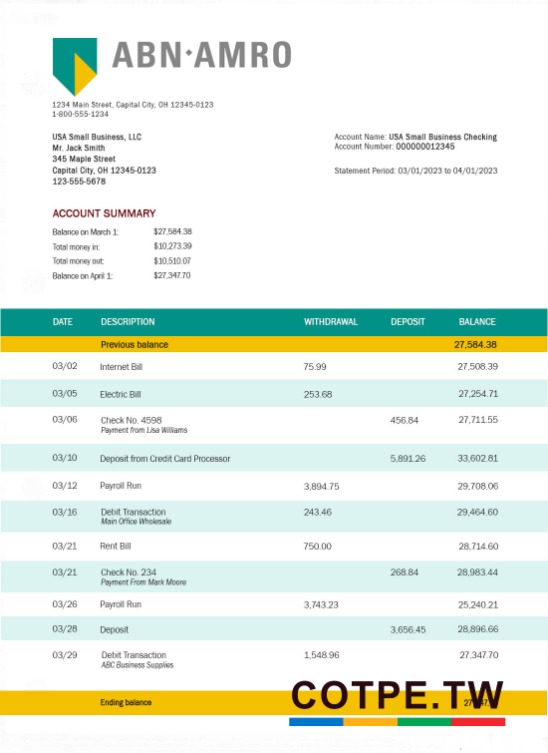 ABN·AMRO
1234 Main Street, Capital City, OH 12345-0123
1-800-555-1234
USA Small Business, LLC
Mr. Jack Smith
345 Maple Street
Capital City, OH 12345-0123
123-555-5678
Account Name: USA Small Business Checking
Account Number: 000000012345
Statement Period: 03/01/2023 to 04/01/2023
ACCOUNT SUMMARY
Balance on March 1: $27,584.38
Total money in: $10,273.39
Total money out: $10,510.07
Balance on April 1: $27,347.70
DATE DESCRIPTION WITHDRAWAL DEPOSIT BALANCE
Previous balance 27,584.38
03/02 Internet Bill 75.99 27,508.39
03/05 Electric Bill 253.68 27,254.71
03/06 Check No. 4598 456.84 27,711.55
Payment from Lisa Williams
03/10 Deposit from Credit Card Processor 5,891.26 33,602.81
03/12 Payroll Run 3,894.75 29,708.06
03/16 Debit Transaction 243.46 29,464.60
Main Office Wholesale
03/21 Rent Bill 750.00 28,714.60
03/21 Check No. 234 268.84 28,983.44
Payment From Mark Moore
03/26 Payroll Run 3,743.23 25,240.21
03/28 Deposit 3,656.45 28,896.66
03/29 Debit Transaction 1,548.96 27,347.70
ABC Business Supplies
Ending balance
COTPE.TW